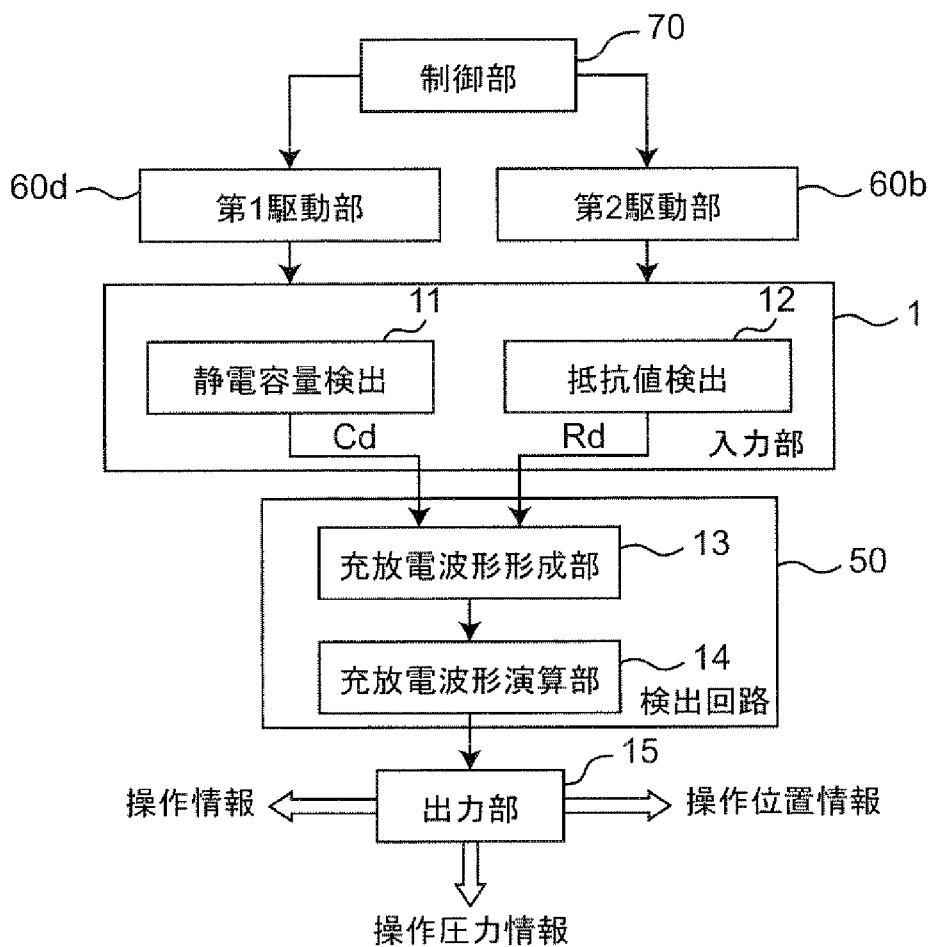 70
制御部
60d
第1駆動部
60b
第2駆動部
1
11
静電容量検出
12
抵抗値検出
Cd
Rd
入力部
13
充放電波形形成部
50
14
充放電波形演算部
検出回路
15
操作情報
出力部
操作位置情報
操作圧力情報